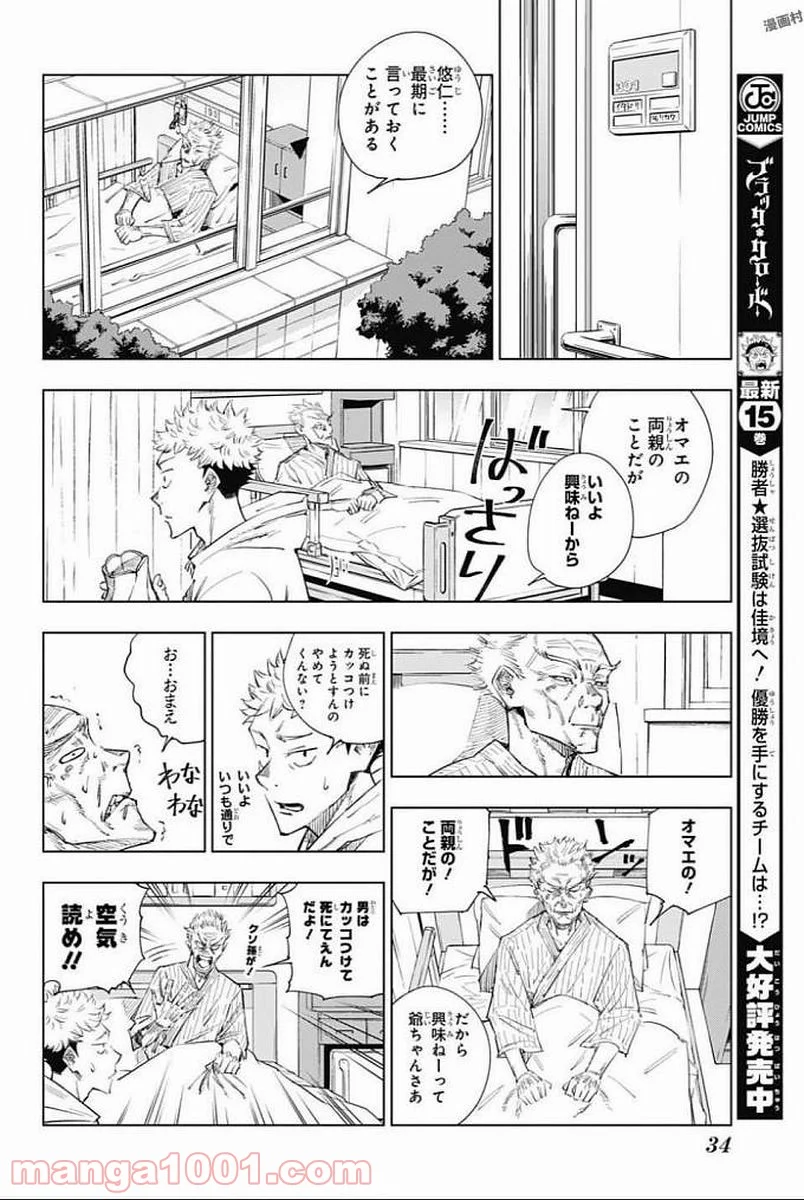 漫画村
JC
JUMP COMICS
ブラッククローバー
最新
15
巻
勝者★選抜試験は佳境へ！
優勝を手にするチームは…!?
大好評発売中
悠仁……
最期に
言っておく
ことがある
オマエの
両親の
ことだが
いいよ
興味ねーから
ばっさり
死ぬ前に
カッコつけ
ようとすんの
やめて
くんない？
いいよ
いつも通りで
お…おまえ
なな
わわ
ドドン
オマエの！
両親の！
ことだが！
だから
興味ねーって
爺ちゃんさぁ
男は
カッコつけて
死にてえん
だよ！
クソ孫が！
空気
読め!!
34
manga1001.com